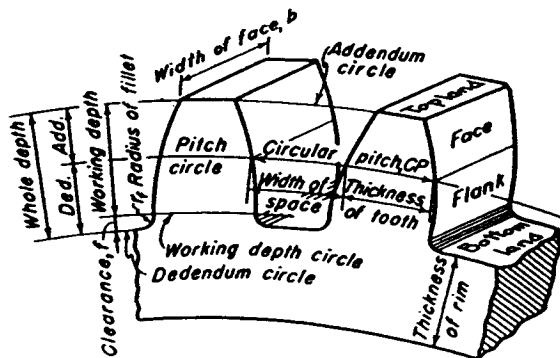 Width of face, b
Addendum
circle
Top land
Whole depth
Add.
Ded.
Working depth
rf Radius of fillet
Pitch
circle
Circular
pitch, CP
Face
Flank
Width of
space
Thickness
of tooth
Working depth circle
Dedendum circle
Clearance, f
Bottom
land
Thickness
of rim